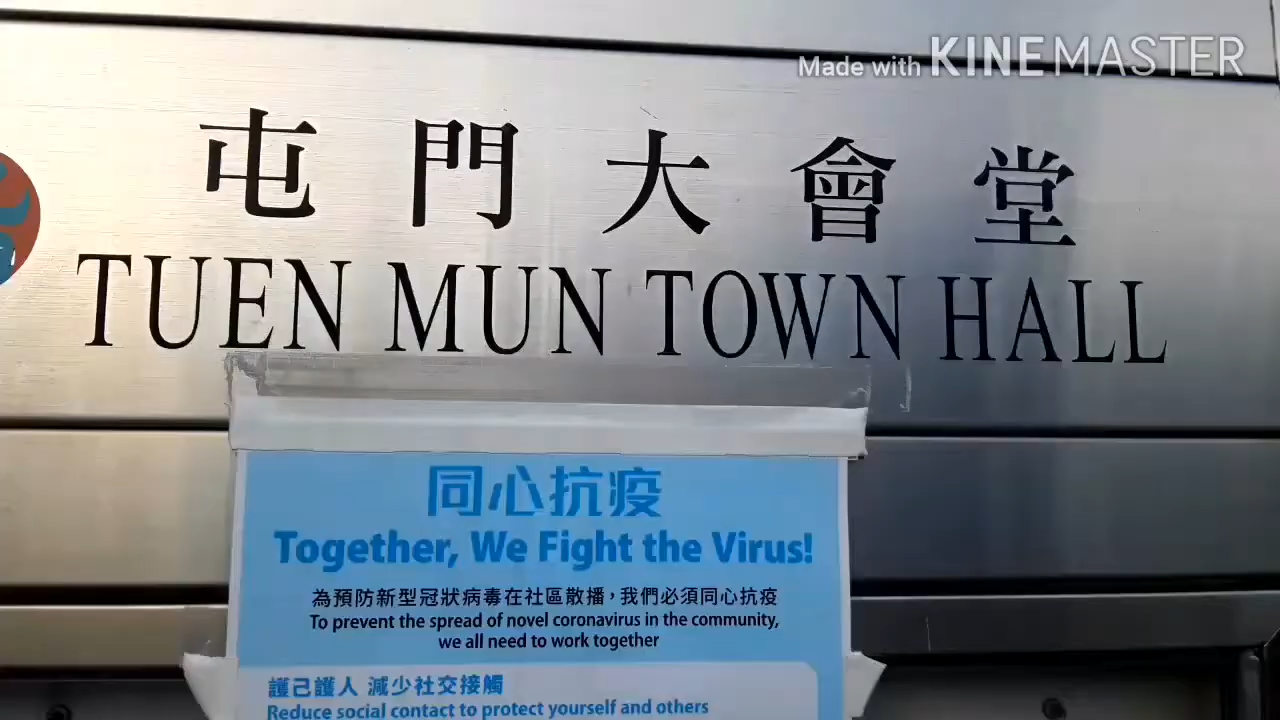 Made with KINEMASTER
屯門大會堂
TUEN MUN TOWN HALL
同心抗疫
Together, We Fight the Virus!
為預防新型冠狀病毒在社區散播，我們必須同心抗疫
To prevent the spread of novel coronavirus in the community,
we all need to work together
護己護人 減少社交接觸
Reduce social contact to protect yourself and others